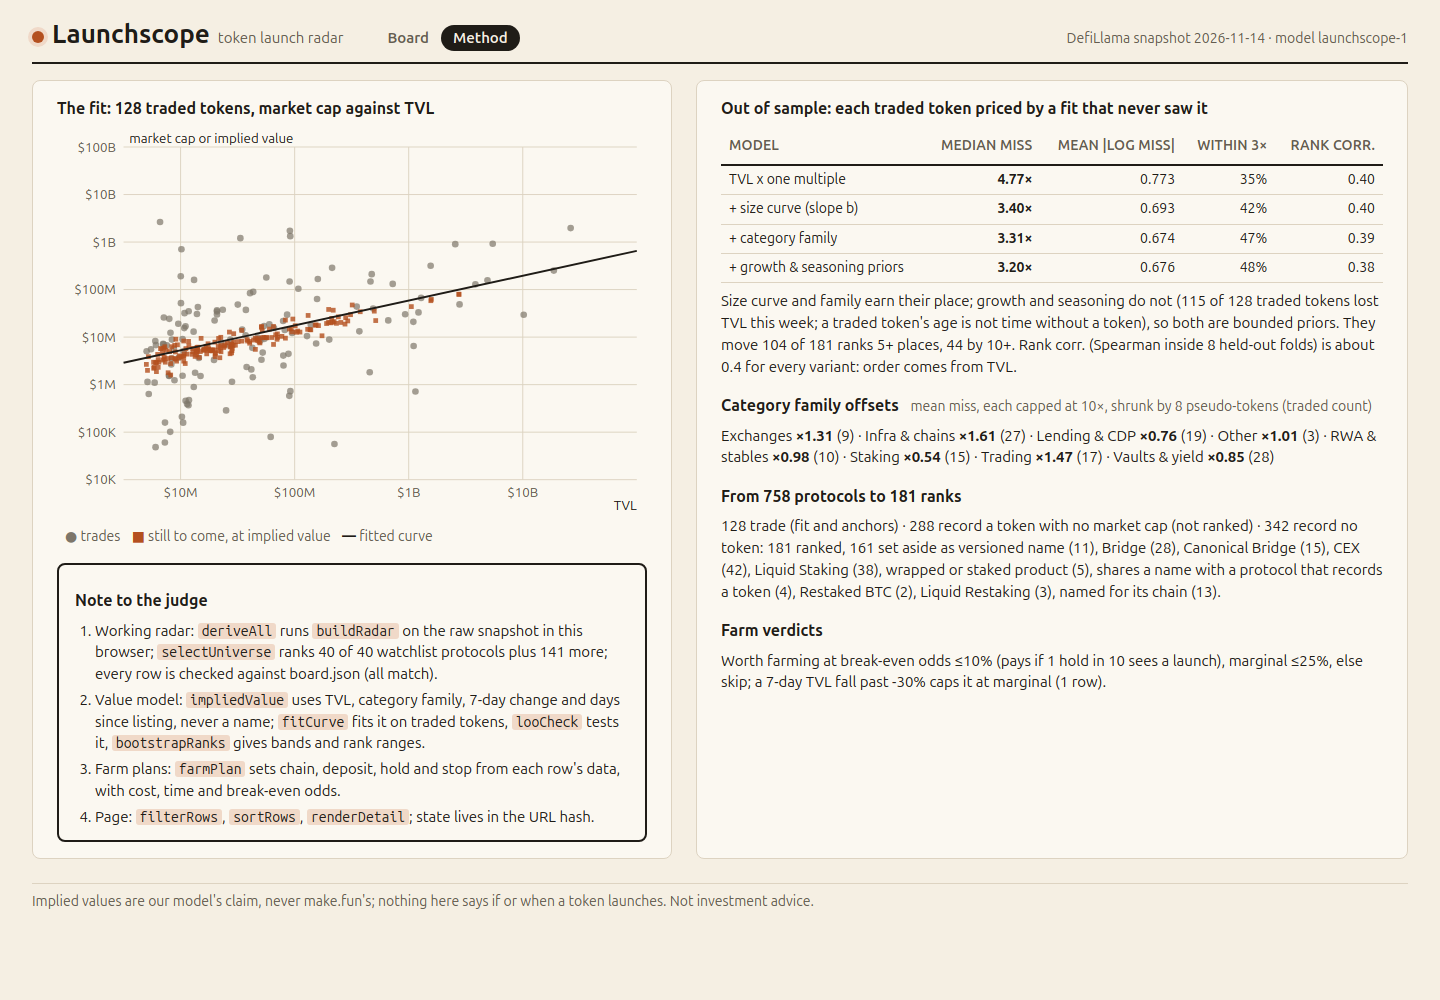 Launchscope token launch radar Board Method DefiLlama snapshot 2026-11-14 · model launchscope-1
The fit: 128 traded tokens, market cap against TVL
market cap or implied value
$100B
$10B
$1B
$100M
$10M
$1M
$100K
$10K
$10M $100M $1B $10B
TVL
trades still to come, at implied value fitted curve
Note to the judge
1. Working radar: deriveAll runs buildRadar on the raw snapshot in this
browser; selectUniverse ranks 40 of 40 watchlist protocols plus 141 more;
every row is checked against board.json (all match).
2. Value model: impliedValue uses TVL, category family, 7-day change and days
since listing, never a name; fitCurve fits it on traded tokens, looCheck tests
it, bootstrapRanks gives bands and rank ranges.
3. Farm plans: farmPlan sets chain, deposit, hold and stop from each row's data,
with cost, time and break-even odds.
4. Page: filterRows, sortRows, renderDetail; state lives in the URL hash.
Out of sample: each traded token priced by a fit that never saw it
MODEL MEDIAN MISS MEAN |LOG MISS| WITHIN 3× RANK CORR.
TVL x one multiple 4.77× 0.773 35% 0.40
+ size curve (slope b) 3.40× 0.693 42% 0.40
+ category family 3.31× 0.674 47% 0.39
+ growth & seasoning priors 3.20× 0.676 48% 0.38
Size curve and family earn their place; growth and seasoning do not (115 of 128 traded tokens lost
TVL this week; a traded token's age is not time without a token), so both are bounded priors. They
move 104 of 181 ranks 5+ places, 44 by 10+. Rank corr. (Spearman inside 8 held-out folds) is about
0.4 for every variant: order comes from TVL.
Category family offsets mean miss, each capped at 10×, shrunk by 8 pseudo-tokens (traded count)
Exchanges ×1.31 (9) · Infra & chains ×1.61 (27) · Lending & CDP ×0.76 (19) · Other ×1.01 (3) · RWA &
stables ×0.98 (10) · Staking ×0.54 (15) · Trading ×1.47 (17) · Vaults & yield ×0.85 (28)
From 758 protocols to 181 ranks
128 trade (fit and anchors) · 288 record a token with no market cap (not ranked) · 342 record no
token: 181 ranked, 161 set aside as versioned name (11), Bridge (28), Canonical Bridge (15), CEX
(42), Liquid Staking (38), wrapped or staked product (5), shares a name with a protocol that records
a token (4), Restaked BTC (2), Liquid Restaking (3), named for its chain (13).
Farm verdicts
Worth farming at break-even odds ≤10% (pays if 1 hold in 10 sees a launch), marginal ≤25%, else
skip; a 7-day TVL fall past -30% caps it at marginal (1 row).
Implied values are our model's claim, never make.fun's; nothing here says if or when a token launches. Not investment advice.